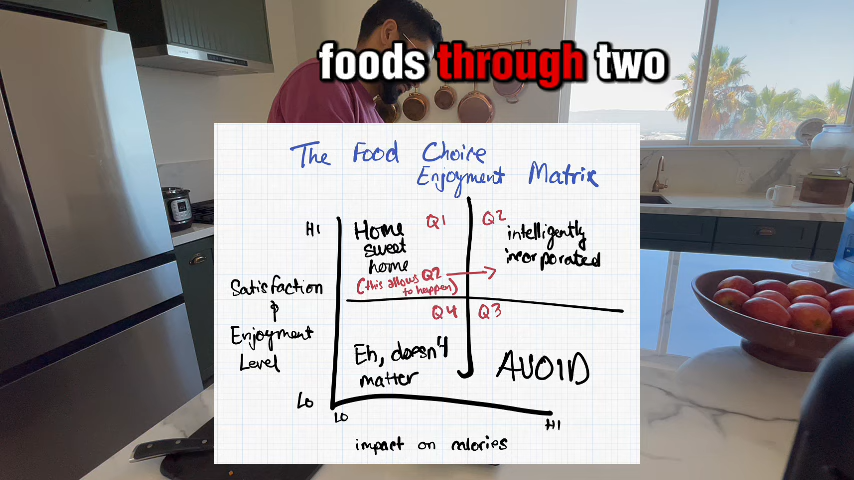 foods through two
The Food Choice
Enjoyment Matrix
HI
Home
sweet
home
(this allows Q2
to happen)
Q1
Q2
intelligently
incorporated
Satisfaction
&
Enjoyment
Level
Q4
Q3
Eh, doesn't
matter
AVOID
LO
LO
HI
impact on calories